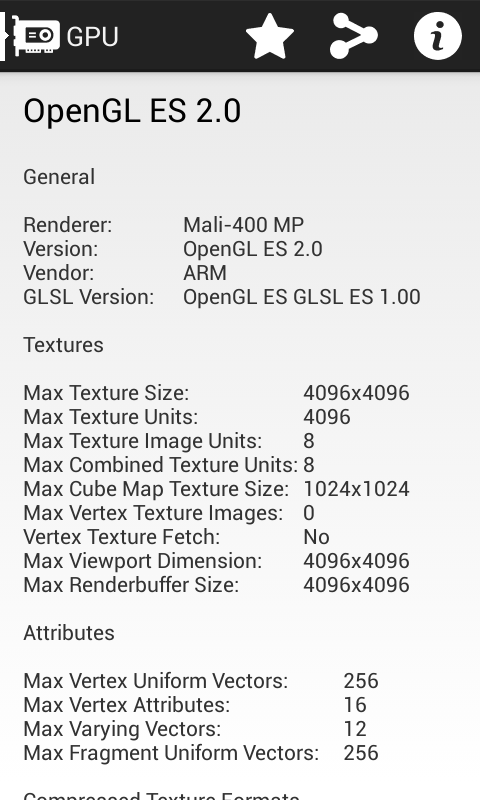 GPU
OpenGL ES 2.0
General
Renderer: Mali-400 MP
Version: OpenGL ES 2.0
Vendor: ARM
GLSL Version: OpenGL ES GLSL ES 1.00
Textures
Max Texture Size: 4096x4096
Max Texture Units: 4096
Max Texture Image Units: 8
Max Combined Texture Units: 8
Max Cube Map Texture Size: 1024x1024
Max Vertex Texture Images: 0
Vertex Texture Fetch: No
Max Viewport Dimension: 4096x4096
Max Renderbuffer Size: 4096x4096
Attributes
Max Vertex Uniform Vectors: 256
Max Vertex Attributes: 16
Max Varying Vectors: 12
Max Fragment Uniform Vectors: 256
Compressed Texture Formats